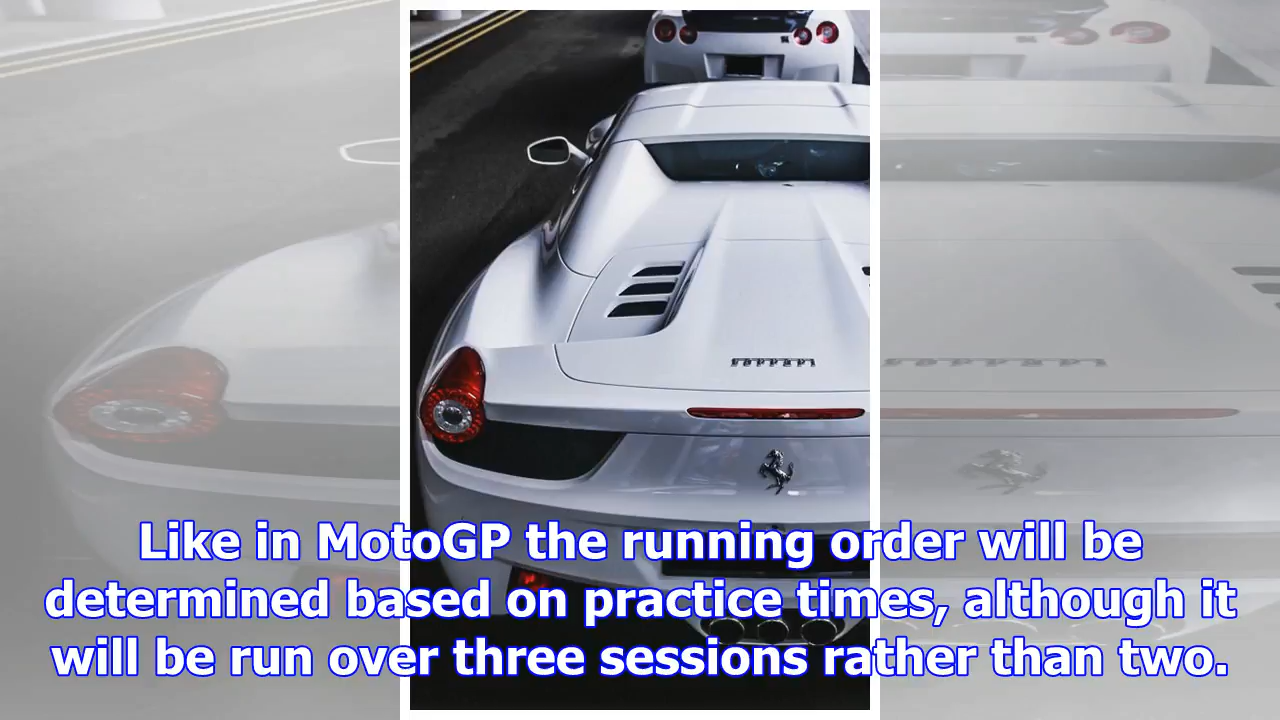 Ferrari
Like in MotoGP the running order will be
determined based on practice times, although it
will be run over three sessions rather than two.